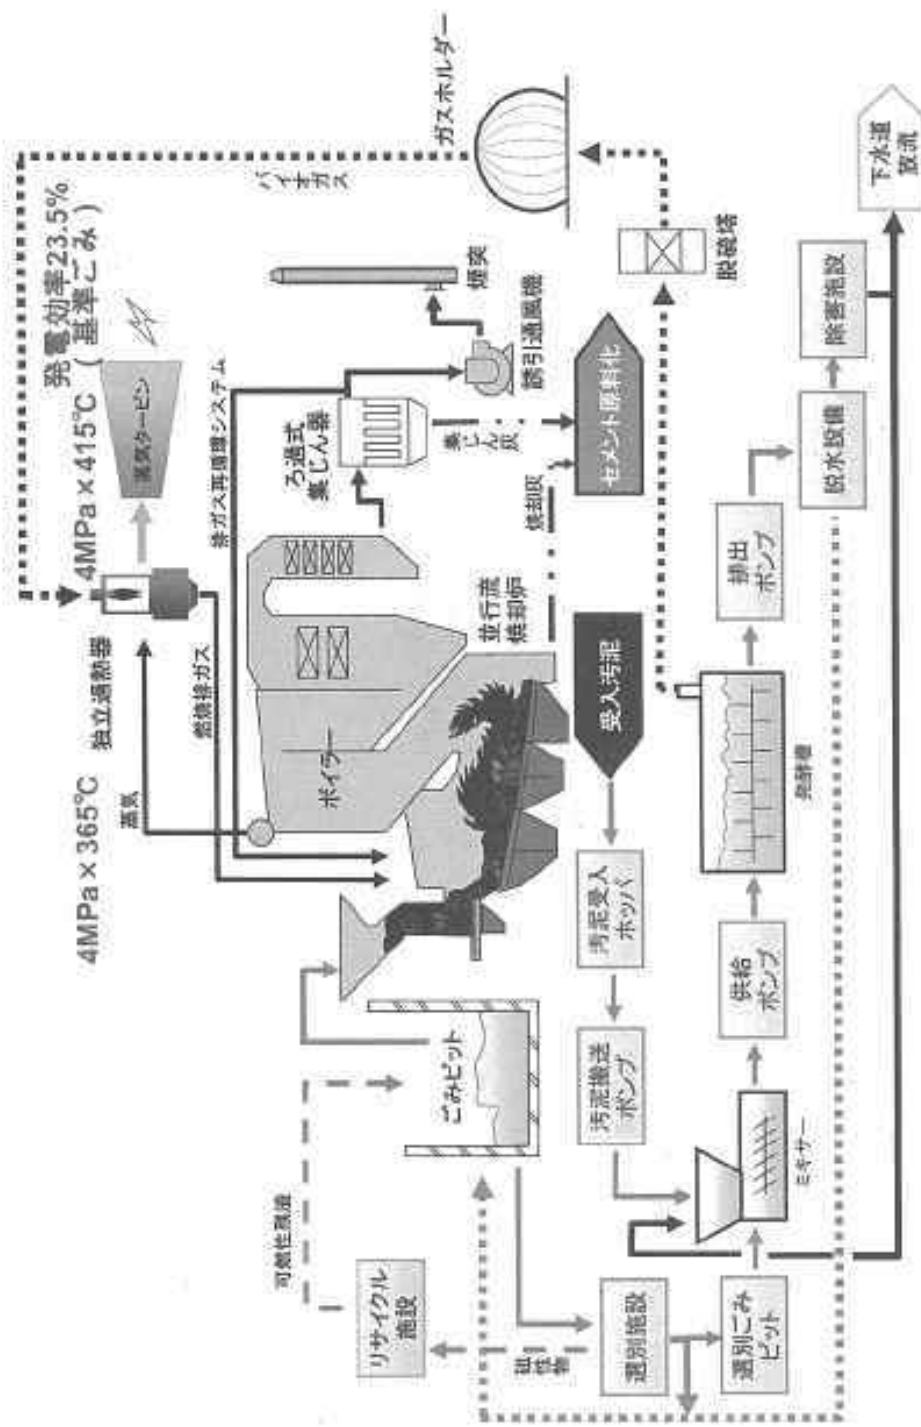 発電効率23.5%
4MPa×415℃（基準ごみ）
4MPa×365℃
独立過熱器
蒸気タービン
蒸気
燃焼排ガス
排ガス再循環システム
バイオガス
ガスホルダー
ボイラー
ろ過式
集じん器
煙突
誘引通風機
並行流
焼却炉
焼却灰
集じん灰
セメント原料化
脱硫塔
可燃性残渣
リサイクル
施設
ごみピット
磁性物
選別施設
選別ごみ
ピット
受入汚泥
汚泥受入
ホッパ
汚泥搬送
ポンプ
ミキサー
供給
ポンプ
発酵槽
排出
ポンプ
脱水設備
除害施設
下水道
放流